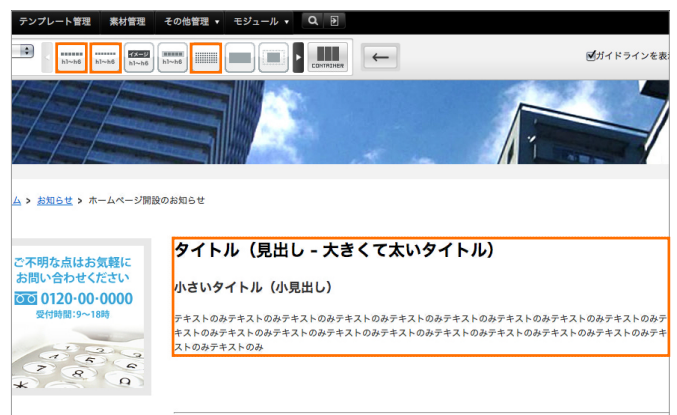 テンプレート管理 素材管理 その他管理 ▾ モジュール ▾
h1~h6 h1~h6 イメージ h1~h6 h1~h6 CONTAINER ← ガイドラインを表
ム > お知らせ > ホームページ開設のお知らせ
ご不明な点はお気軽に
お問い合わせください
0120-00-0000
受付時間:9〜18時
タイトル（見出し - 大きくて太いタイトル）
小さいタイトル（小見出し）
テキストのみテキストのみテキストのみテキストのみテキストのみテキストのみテキストのみテキストのみテキストのみテ
キストのみテキストのみテキストのみテキストのみテキストのみテキストのみテキストのみテキストのみテキストのみテキ
ストのみテキストのみ